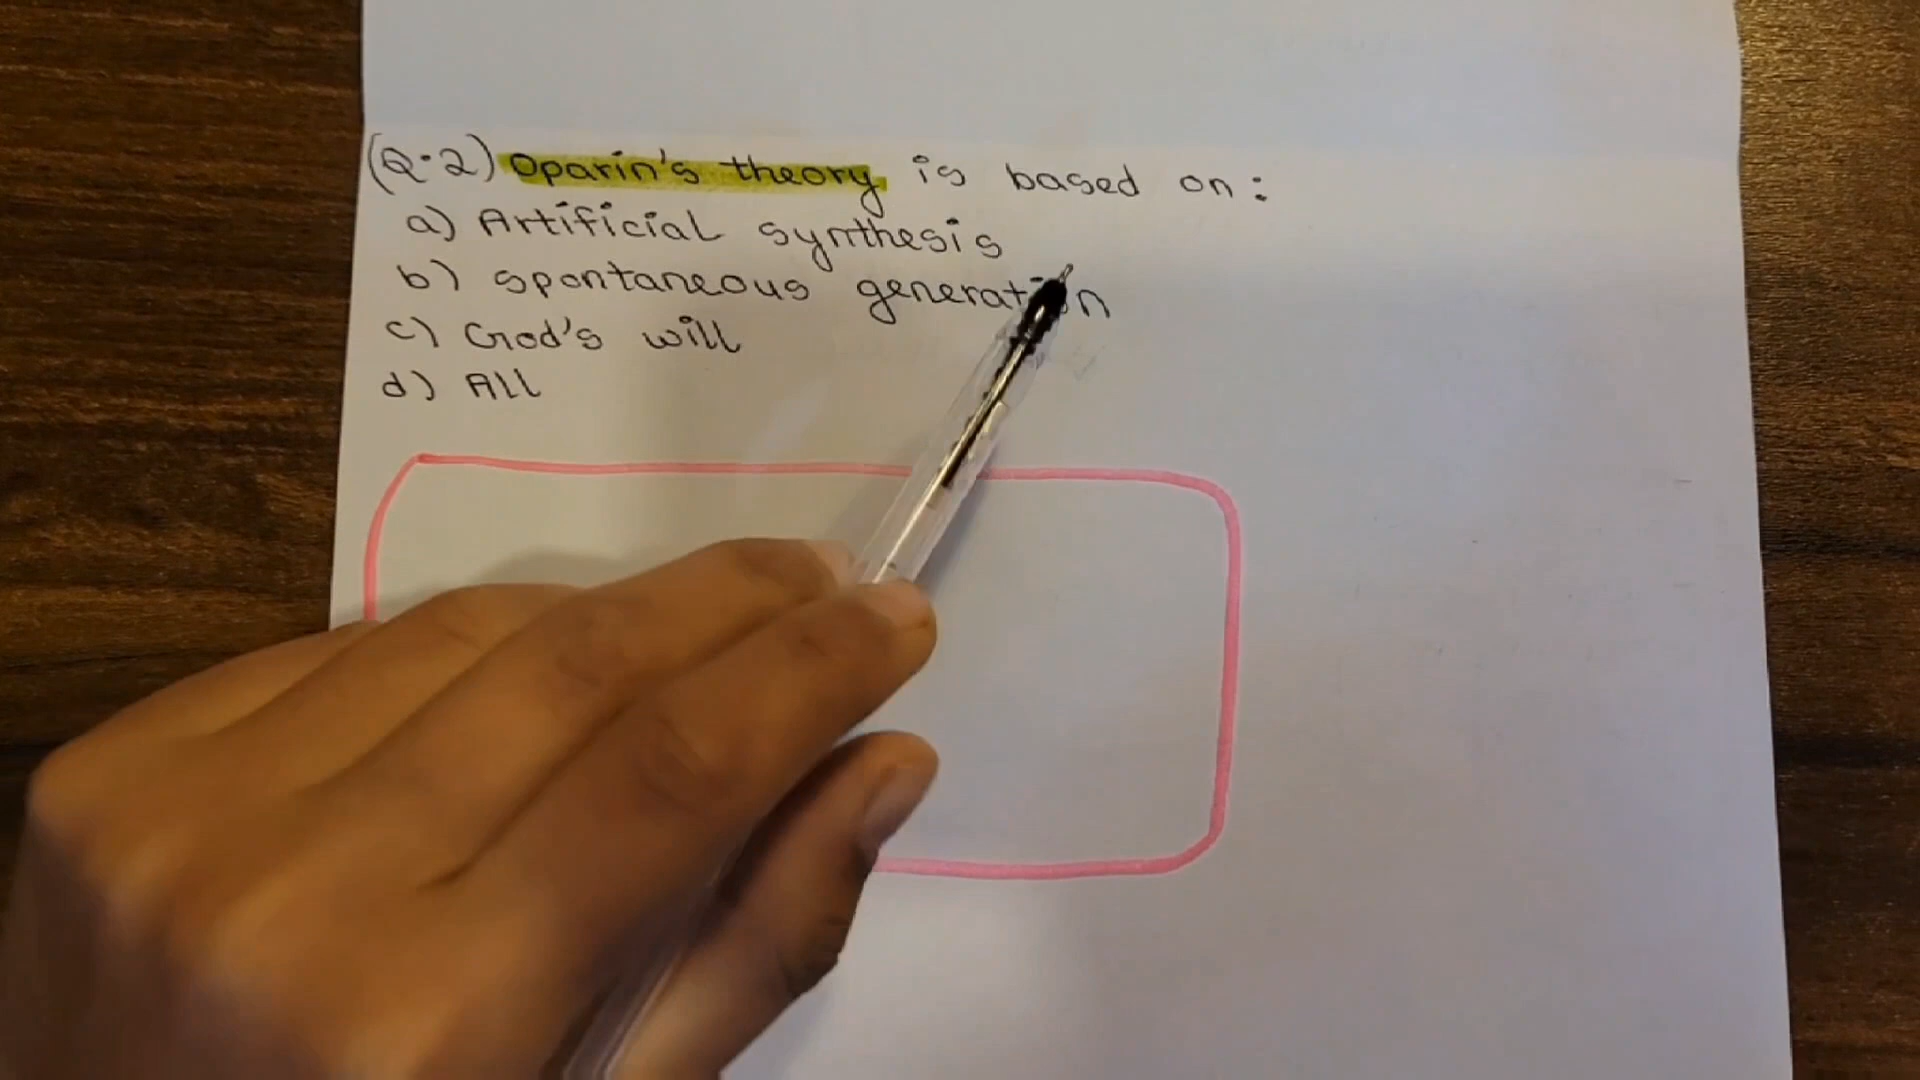 (Q.2) Oparin's theory is based on:
a) Artificial synthesis
b) spontaneous generation
c) God's will
d) All